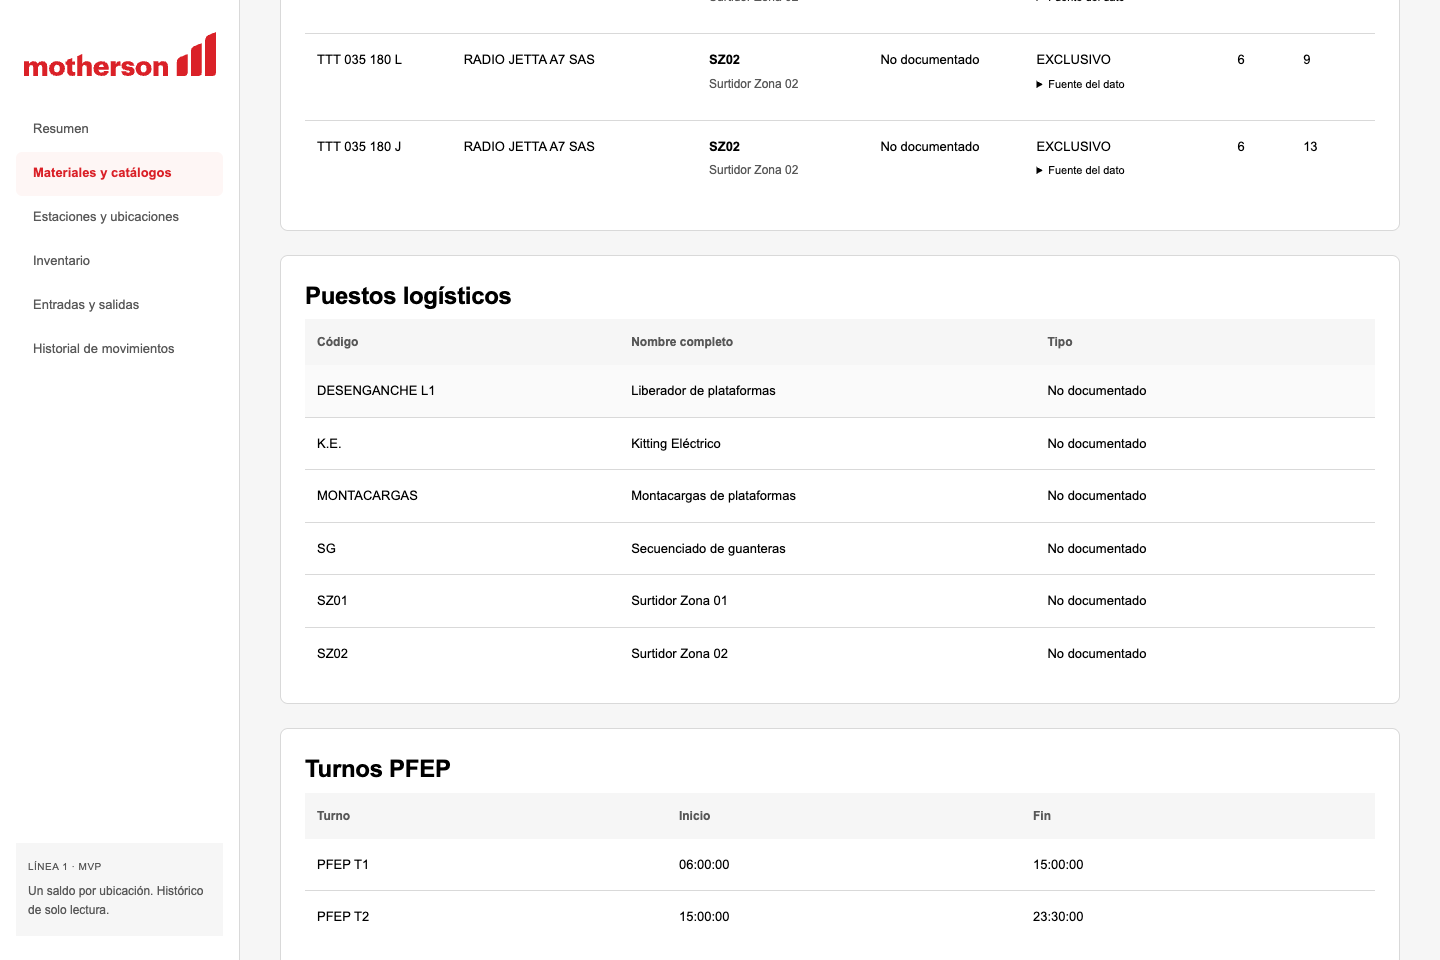 motherson
Resumen
Materiales y catálogos
Estaciones y ubicaciones
Inventario
Entradas y salidas
Historial de movimientos
LÍNEA 1 · MVP
Un saldo por ubicación. Histórico
de solo lectura.
Surtidor Zona 02 Fuente del dato
TTT 035 180 L RADIO JETTA A7 SAS SZ02 No documentado EXCLUSIVO 6 9
Surtidor Zona 02 Fuente del dato
TTT 035 180 J RADIO JETTA A7 SAS SZ02 No documentado EXCLUSIVO 6 13
Surtidor Zona 02 Fuente del dato
Puestos logísticos
Código Nombre completo Tipo
DESENGANCHE L1 Liberador de plataformas No documentado
K.E. Kitting Eléctrico No documentado
MONTACARGAS Montacargas de plataformas No documentado
SG Secuenciado de guanteras No documentado
SZ01 Surtidor Zona 01 No documentado
SZ02 Surtidor Zona 02 No documentado
Turnos PFEP
Turno Inicio Fin
PFEP T1 06:00:00 15:00:00
PFEP T2 15:00:00 23:30:00